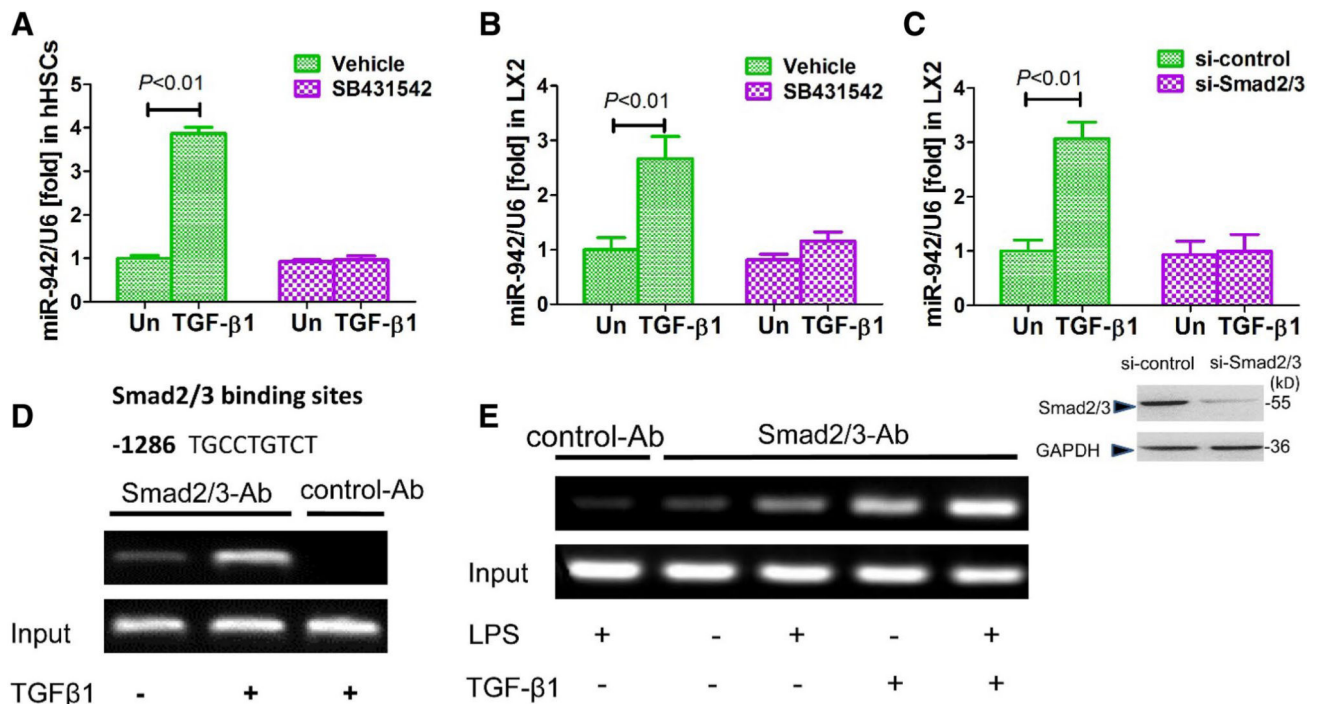 A
miR-942/U6 [fold] in hHSCs
5
4
3
2
1
0
P<0.01
Vehicle
SB431542
Un TGF-β1 Un TGF-β1
B
miR-942/U6 [fold] in LX2
4
3
2
1
0
P<0.01
Vehicle
SB431542
Un TGF-β1 Un TGF-β1
C
miR-942/U6 [fold] in LX2
4
3
2
1
0
P<0.01
si-control
si-Smad2/3
Un TGF-β1 Un TGF-β1
si-control si-Smad2/3
(kD)
Smad2/3 -55
GAPDH -36
D
Smad2/3 binding sites
-1286 TGCCTGTCT
Smad2/3-Ab control-Ab
Input
TGFβ1 - + +
E
control-Ab Smad2/3-Ab
Input
LPS + - + - +
TGF-β1 - - - + +